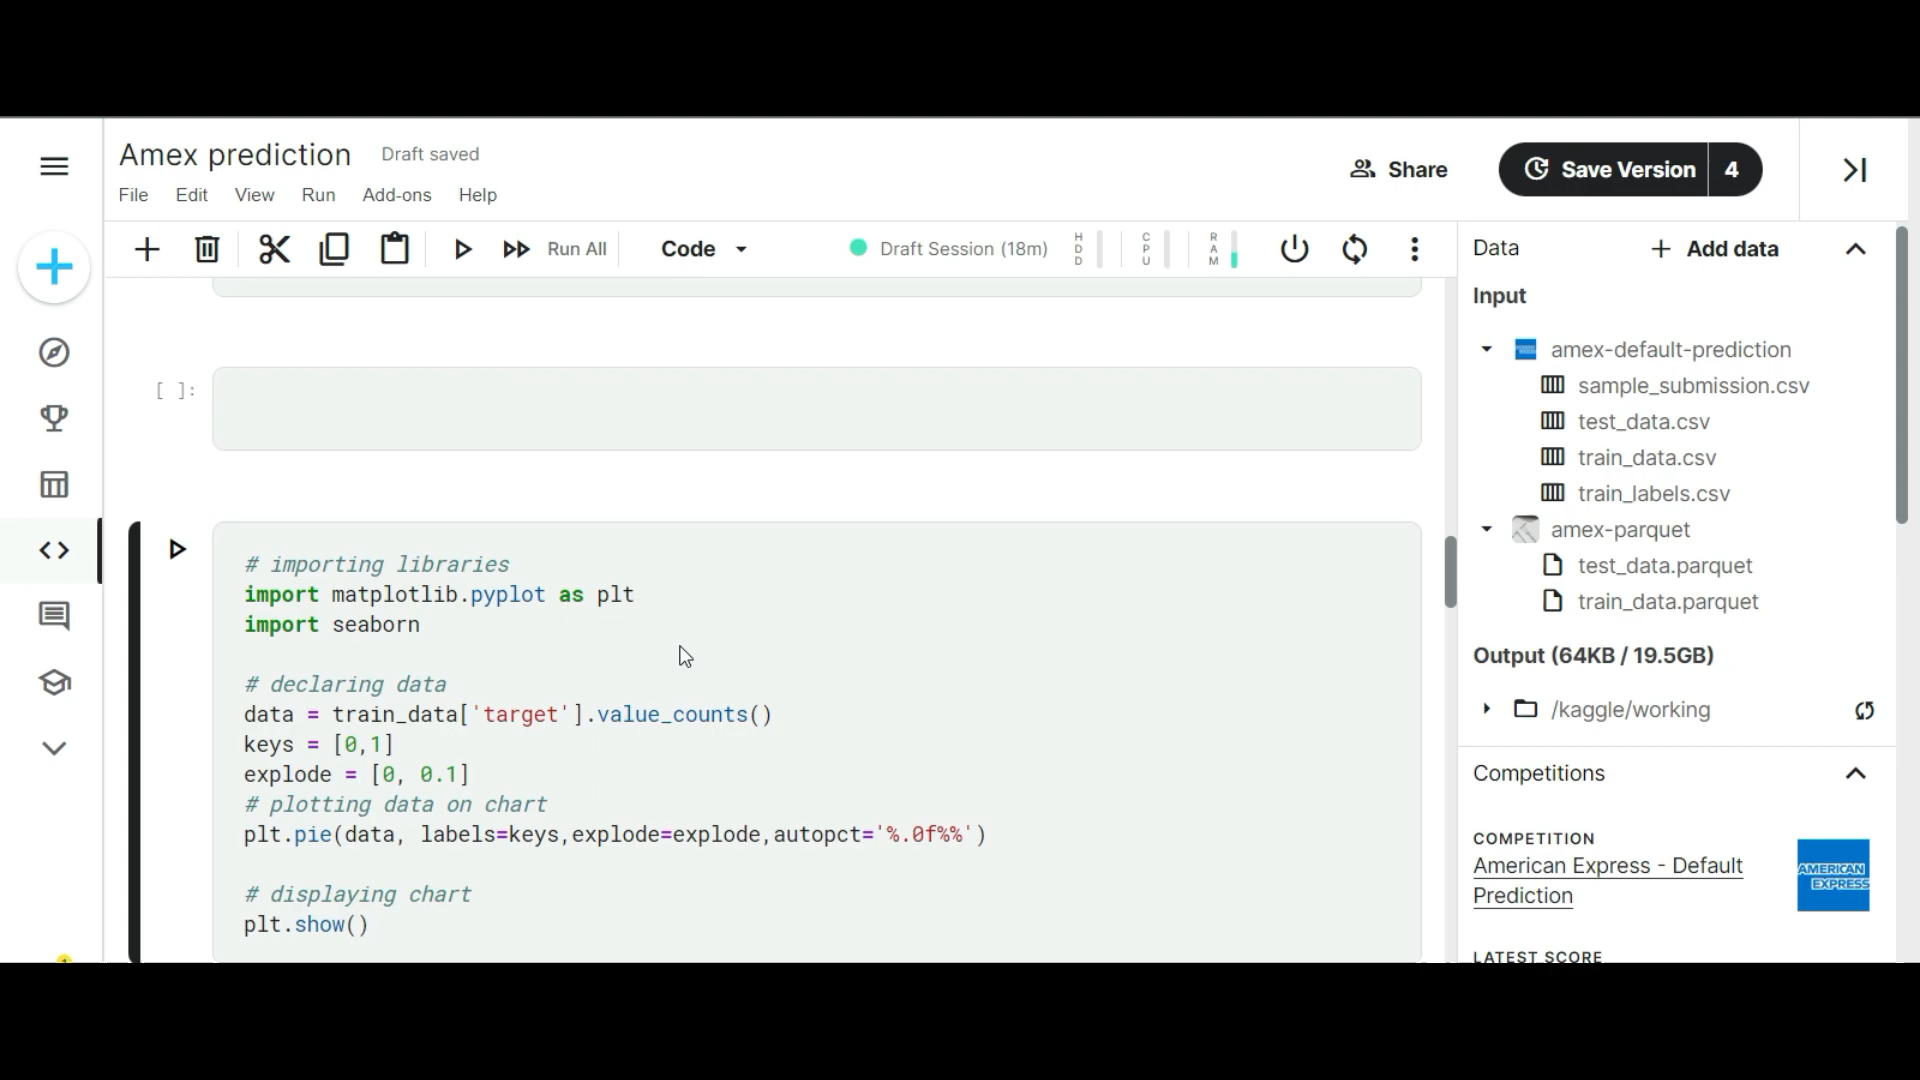 Amex prediction Draft saved
File Edit View Run Add-ons Help
Share
Save Version 4
Run All
Code
Draft Session (18m)
HDD
CPU
RAM
[ ]:
# importing libraries
import matplotlib.pyplot as plt
import seaborn
# declaring data
data = train_data['target'].value_counts()
keys = [0,1]
explode = [0, 0.1]
# plotting data on chart
plt.pie(data, labels=keys,explode=explode,autopct='%.0f%%')
# displaying chart
plt.show()
Data
+ Add data
Input
amex-default-prediction
sample_submission.csv
test_data.csv
train_data.csv
train_labels.csv
amex-parquet
test_data.parquet
train_data.parquet
Output (64KB / 19.5GB)
/kaggle/working
Competitions
COMPETITION
American Express - Default
Prediction
AMERICAN
EXPRESS
LATEST SCORE
1